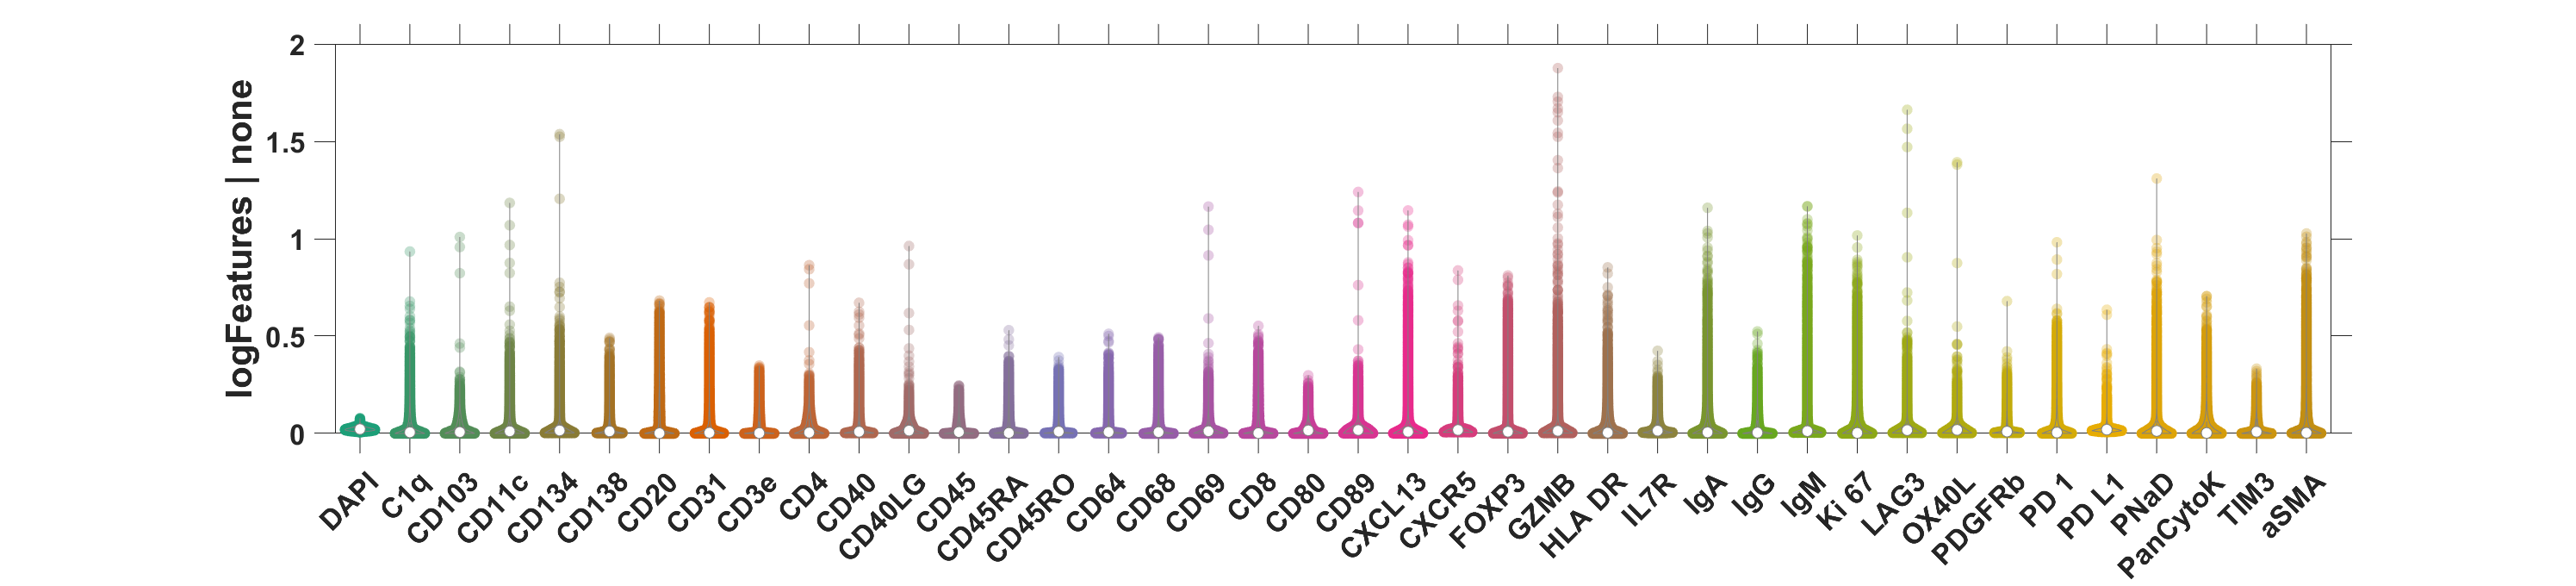 logFeatures | none
2
1.5
1
0.5
0
DAPI
C1q
CD103
CD11c
CD134
CD138
CD20
CD31
CD3e
CD4
CD40
CD40LG
CD45
CD45RA
CD45RO
CD64
CD68
CD69
CD8
CD80
CD89
CXCL13
CXCR5
FOXP3
GZMB
HLA DR
IL7R
IgA
IgG
IgM
Ki 67
LAG3
OX40L
PDGFRb
PD 1
PD L1
PNaD
PanCytoK
TIM3
aSMA